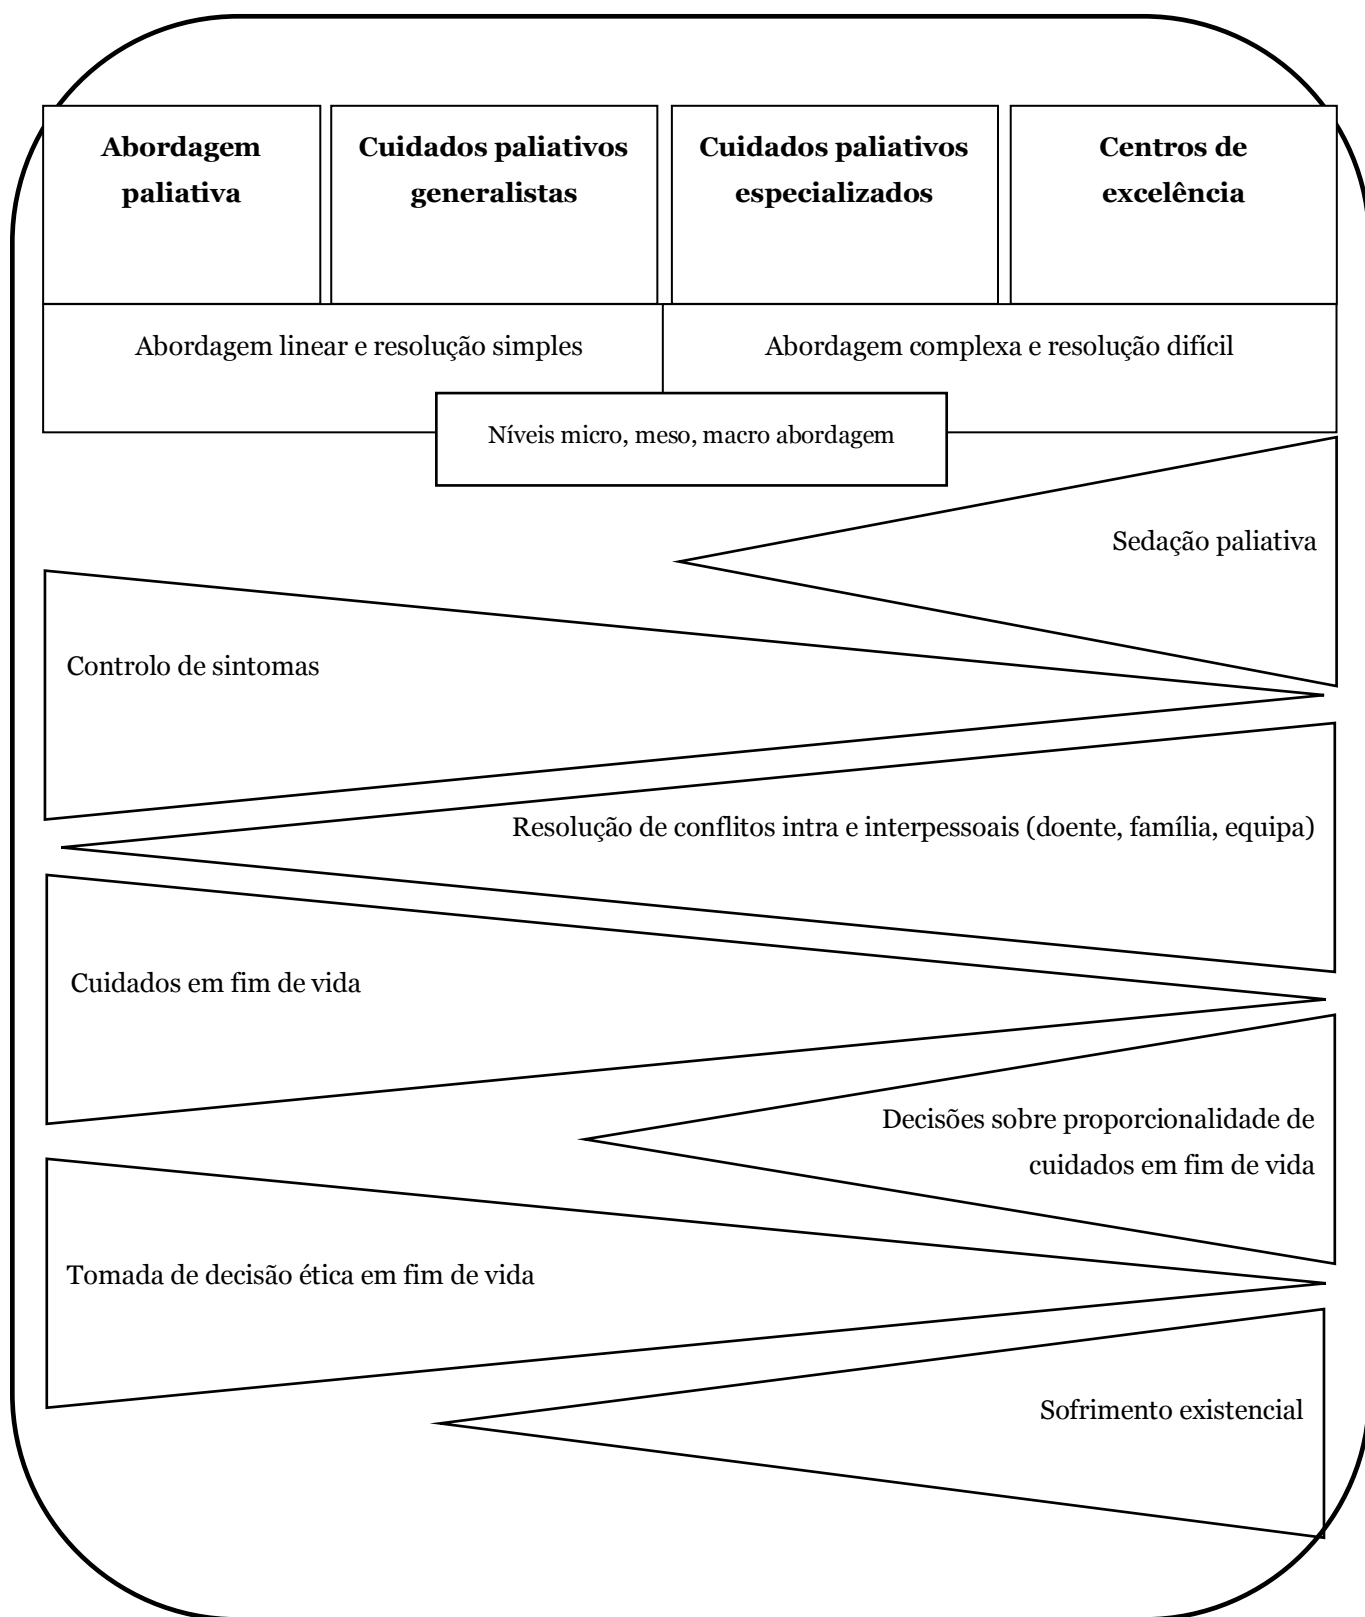 Abordagem
paliativa
Cuidados paliativos
generalistas
Cuidados paliativos
especializados
Centros de
excelência
Abordagem linear e resolução simples
Abordagem complexa e resolução difícil
Níveis micro, meso, macro abordagem
Sedação paliativa
Controlo de sintomas
Resolução de conflitos intra e interpessoais (doente, família, equipa)
Cuidados em fim de vida
Decisões sobre proporcionalidade de
cuidados em fim de vida
Tomada de decisão ética em fim de vida
Sofrimento existencial